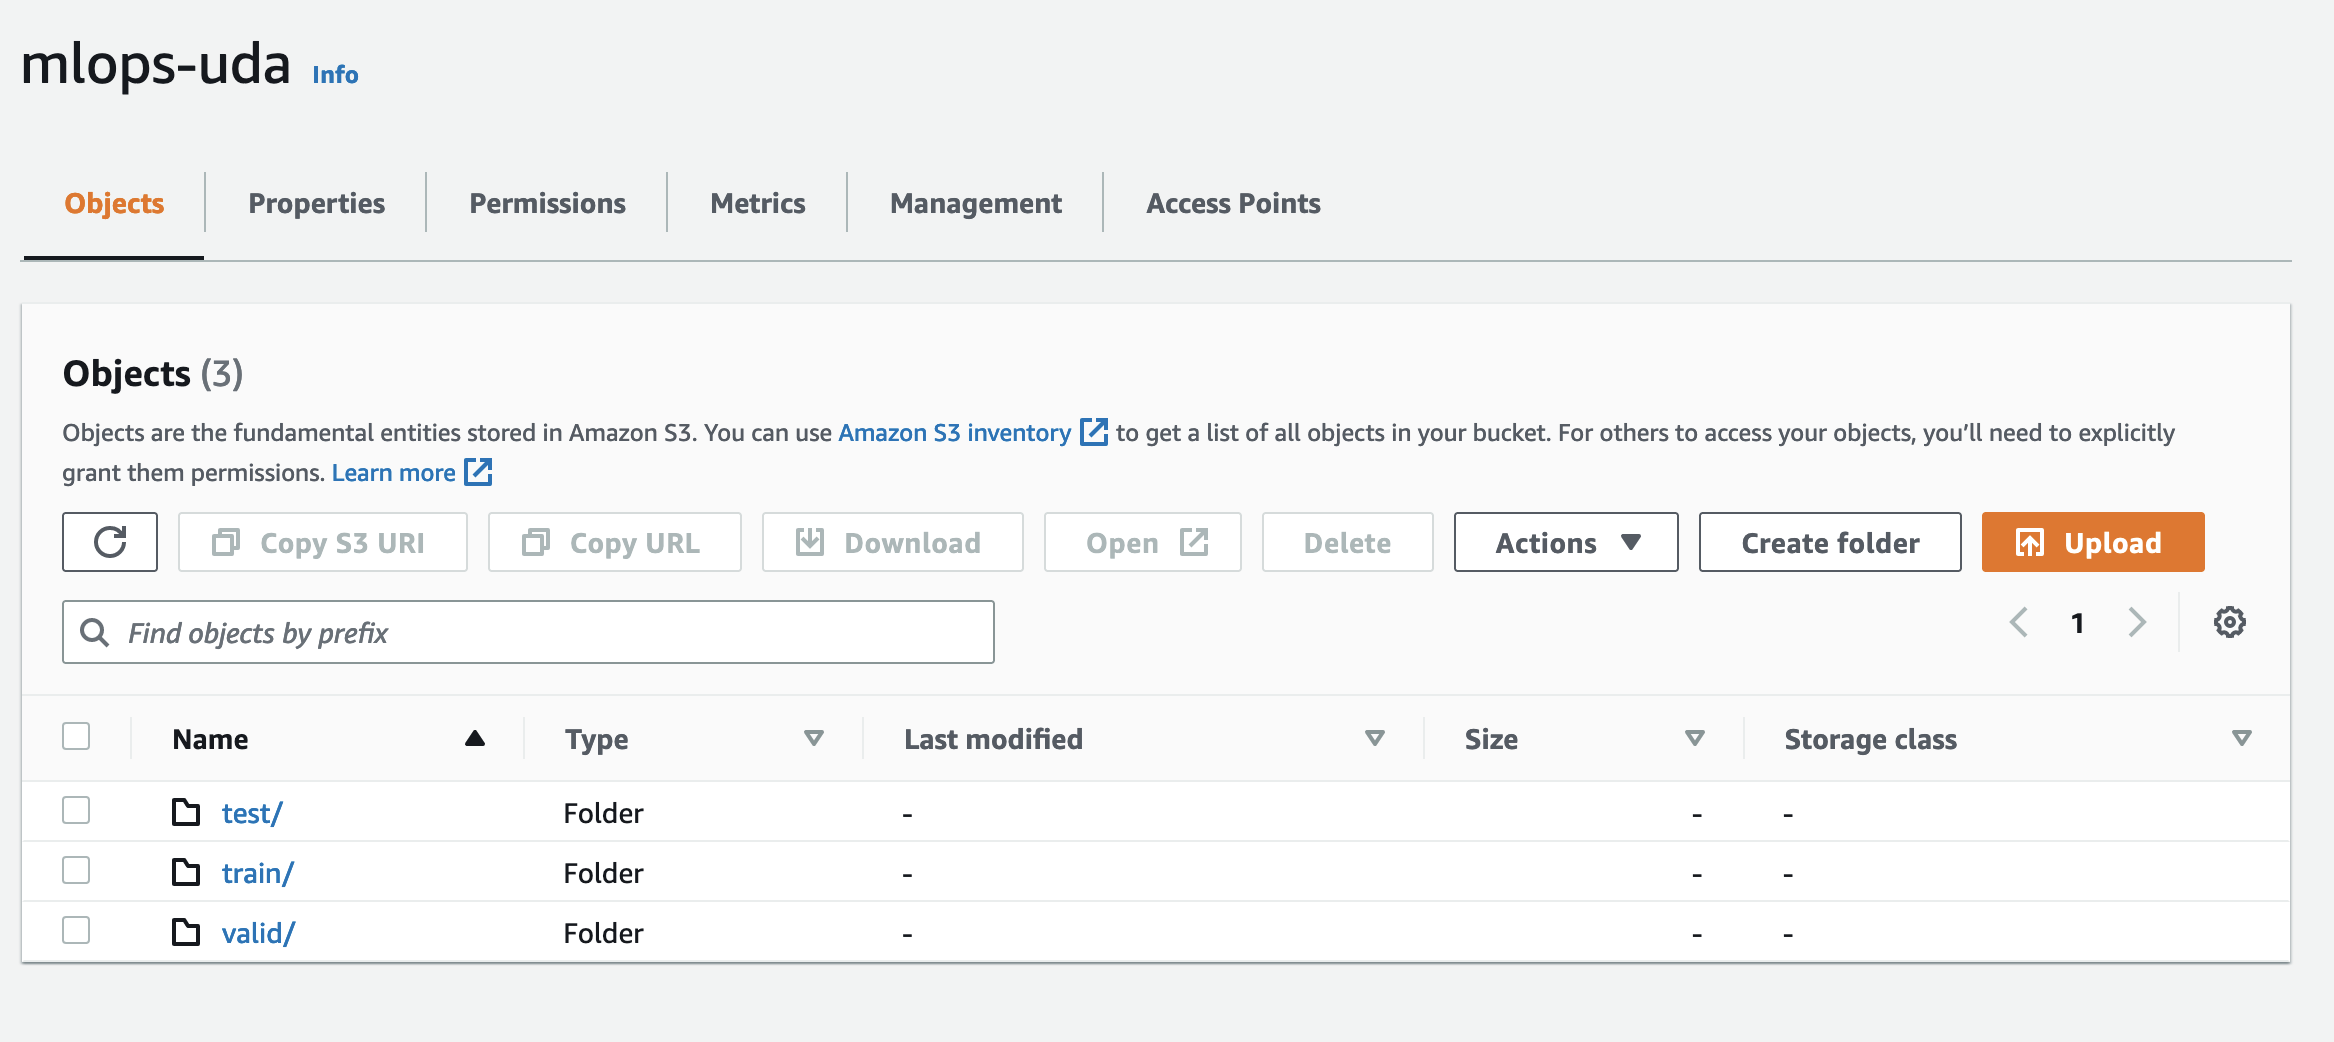 mlops-uda Info
Objects Properties Permissions Metrics Management Access Points
Objects (3)
Objects are the fundamental entities stored in Amazon S3. You can use Amazon S3 inventory to get a list of all objects in your bucket. For others to access your objects, you’ll need to explicitly
grant them permissions. Learn more
Copy S3 URI Copy URL Download Open Delete Actions Create folder Upload
Find objects by prefix 1
Name Type Last modified Size Storage class
test/ Folder - - -
train/ Folder - - -
valid/ Folder - - -